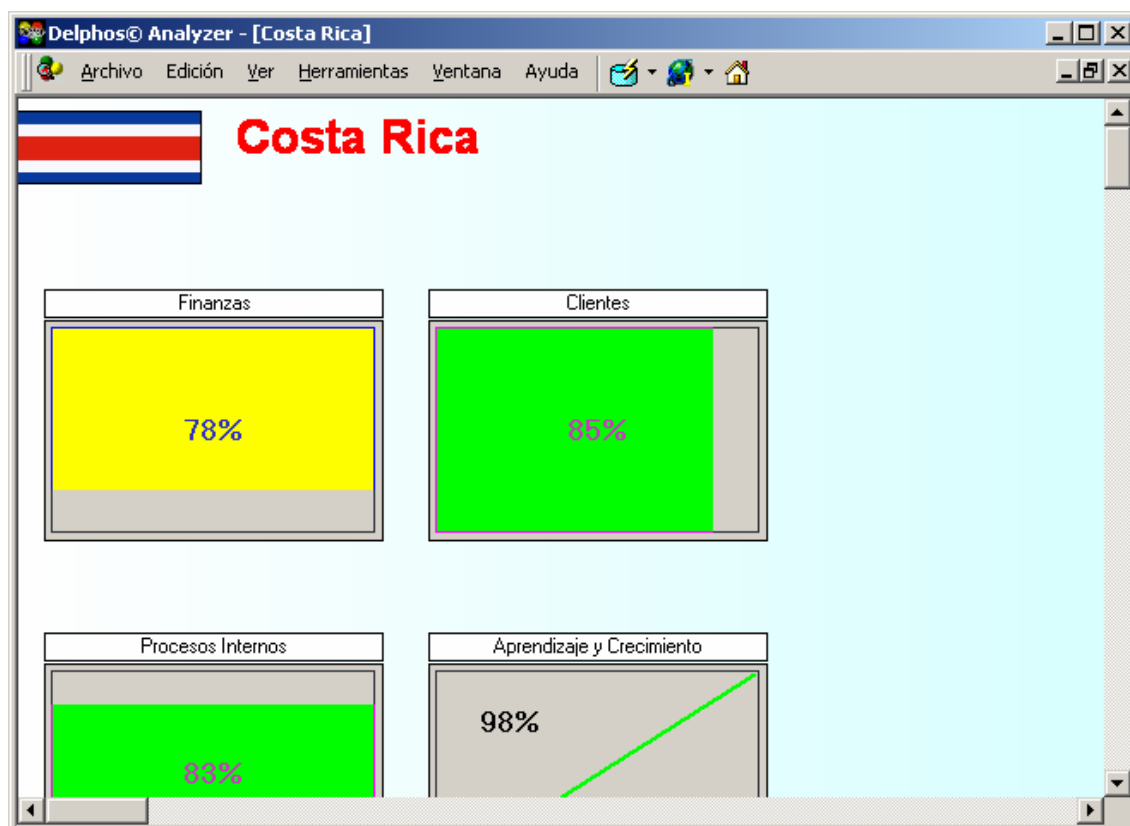 Delphos© Analyzer - [Costa Rica]
Archivo Edición Ver Herramientas Ventana Ayuda
Costa Rica
Finanzas
Clientes
78%
85%
Procesos Internos
Aprendizaje y Crecimiento
98%
83%